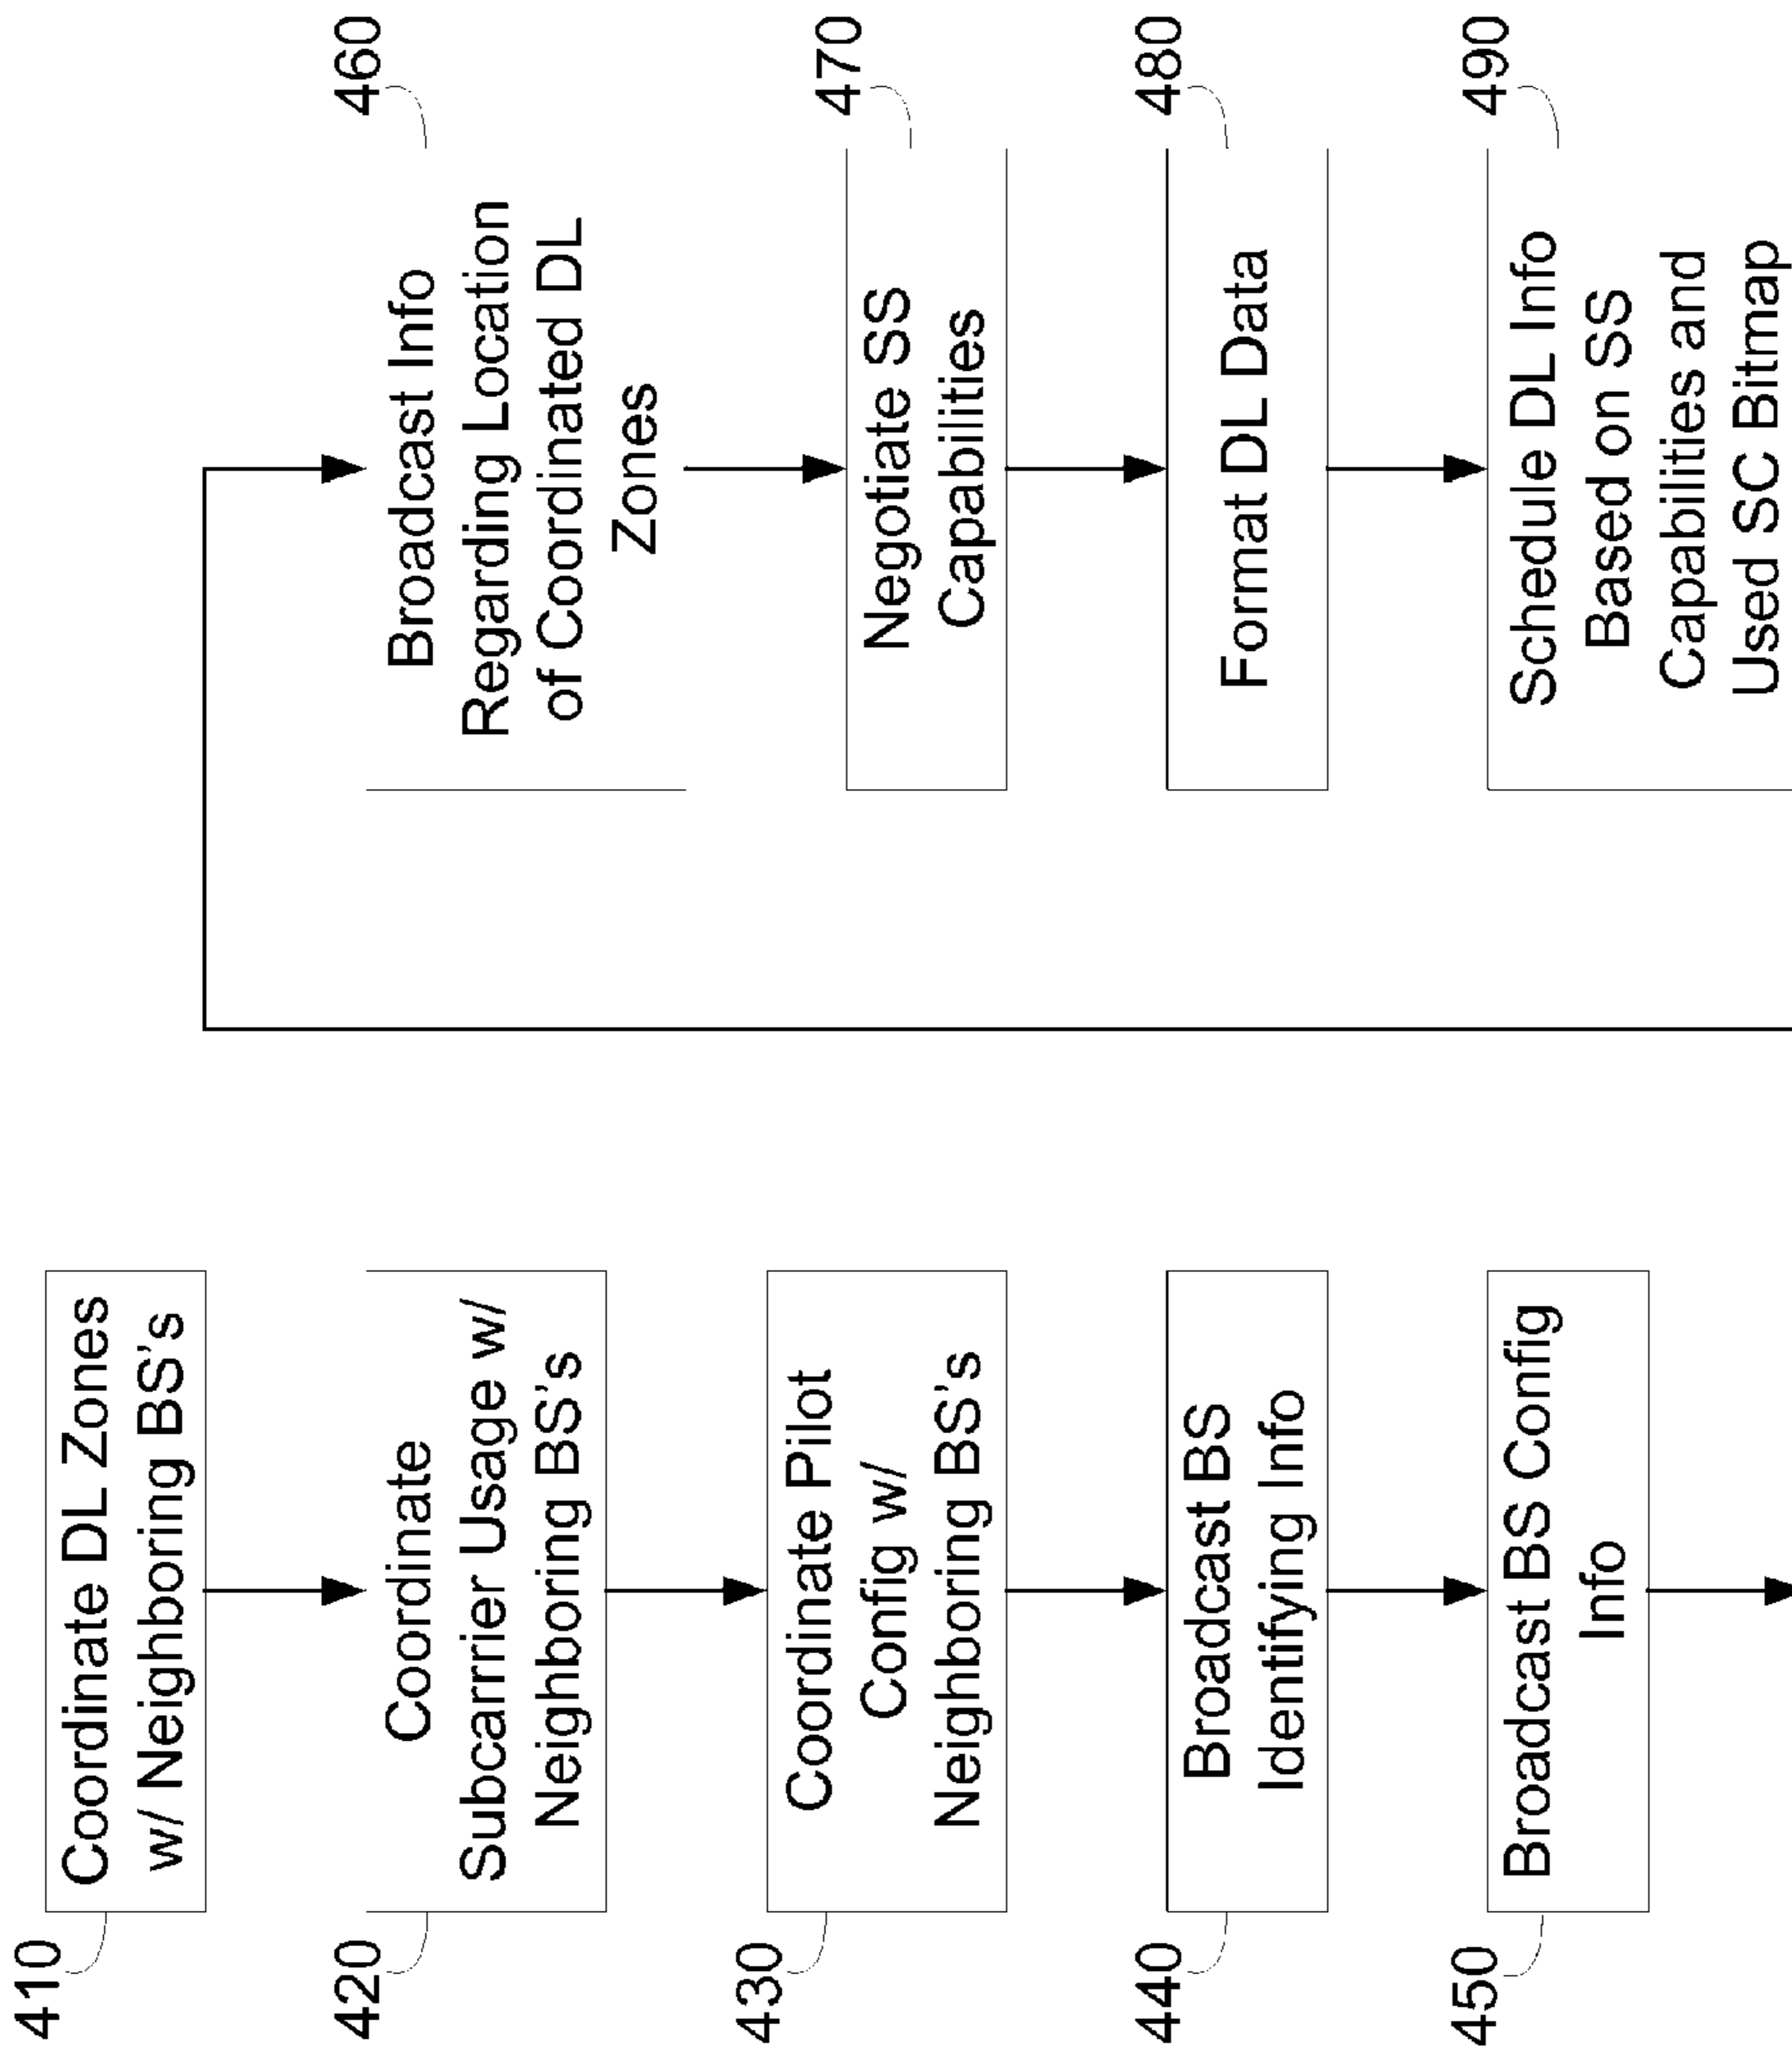 410
Coordinate DL Zones
w/ Neighboring BS's
420
Coordinate
Subcarrier Usage w/
Neighboring BS's
430
Coordinate Pilot
Config w/
Neighboring BS's
440
Broadcast BS
Identifying Info
450
Broadcast BS Config
Info
460
Broadcast Info
Regarding Location
of Coordinated DL
Zones
470
Negotiate SS
Capabilities
480
Format DL Data
490
Schedule DL Info
Based on SS
Capabilities and
Used SC Bitmap